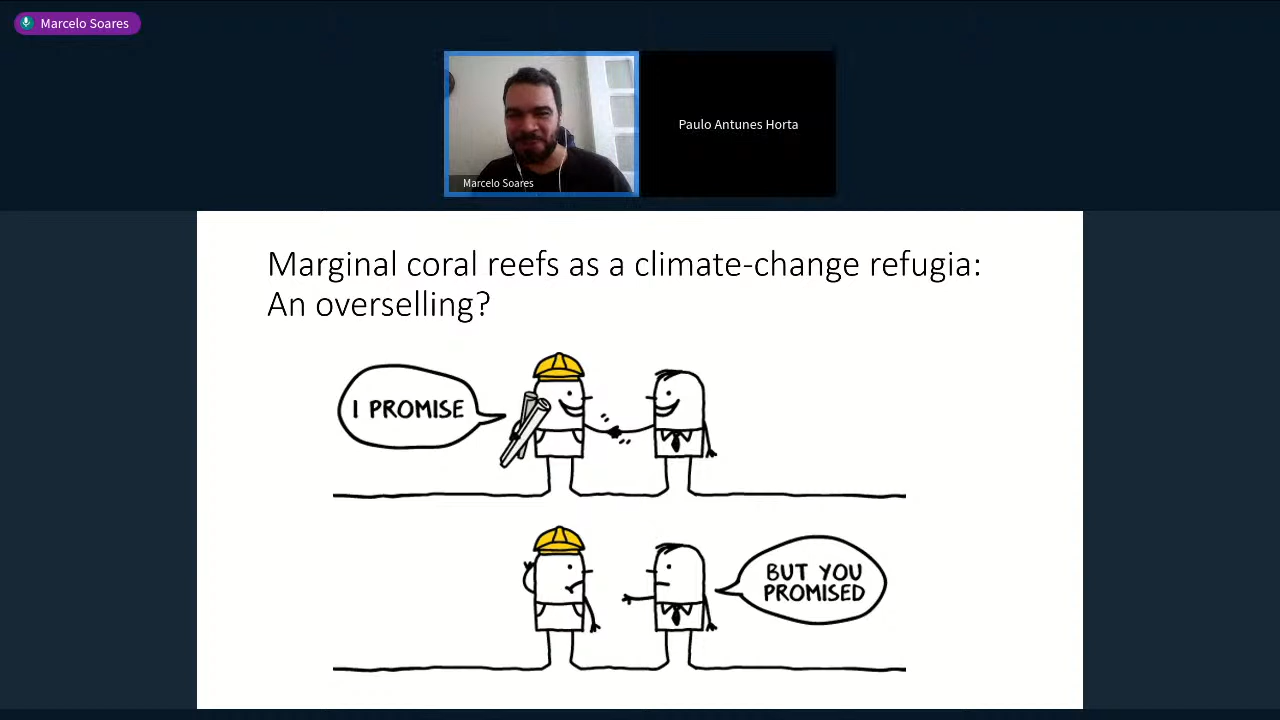 Marcelo Soares
Marcelo Soares
Paulo Antunes Horta
Marginal coral reefs as a climate-change refugia:
An overselling?
I PROMISE
BUT YOU
PROMISED